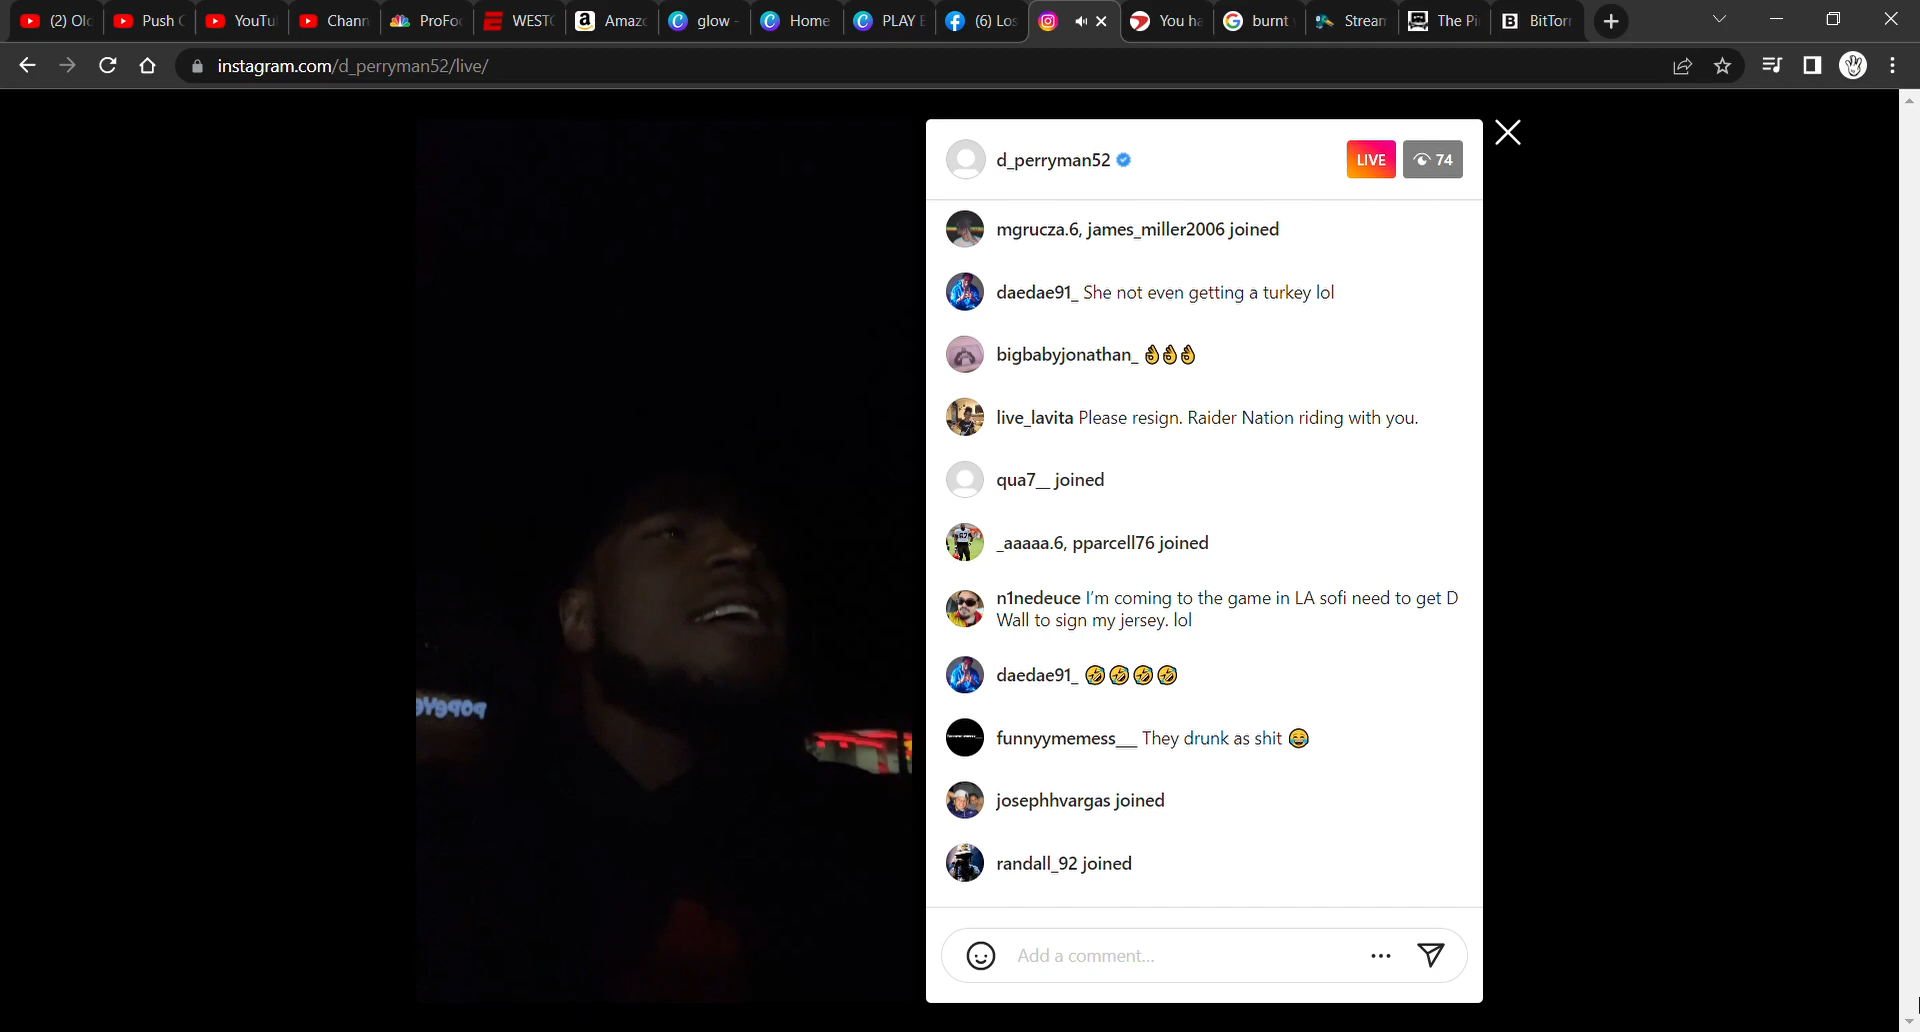 (2) Old
Push
YouTu
Chann
ProFo
WEST
Amaz
glow -
Home
PLAY
(6) Los
You ha
burnt
Stream
The Pi
BitTorr
instagram.com/d_perryman52/live/
d_perryman52
LIVE
74
mgrucza.6, james_miller2006 joined
daedae91_ She not even getting a turkey lol
bigbabyjonathan_ 👌👌👌
live_lavita Please resign. Raider Nation riding with you.
qua7__ joined
_aaaaa.6, pparcell76 joined
n1nedeuce I'm coming to the game in LA sofi need to get D
Wall to sign my jersey. lol
daedae91_ 🤣🤣🤣🤣
funnyymemess__ They drunk as shit 😂
josephhvargas joined
randall_92 joined
Add a comment...